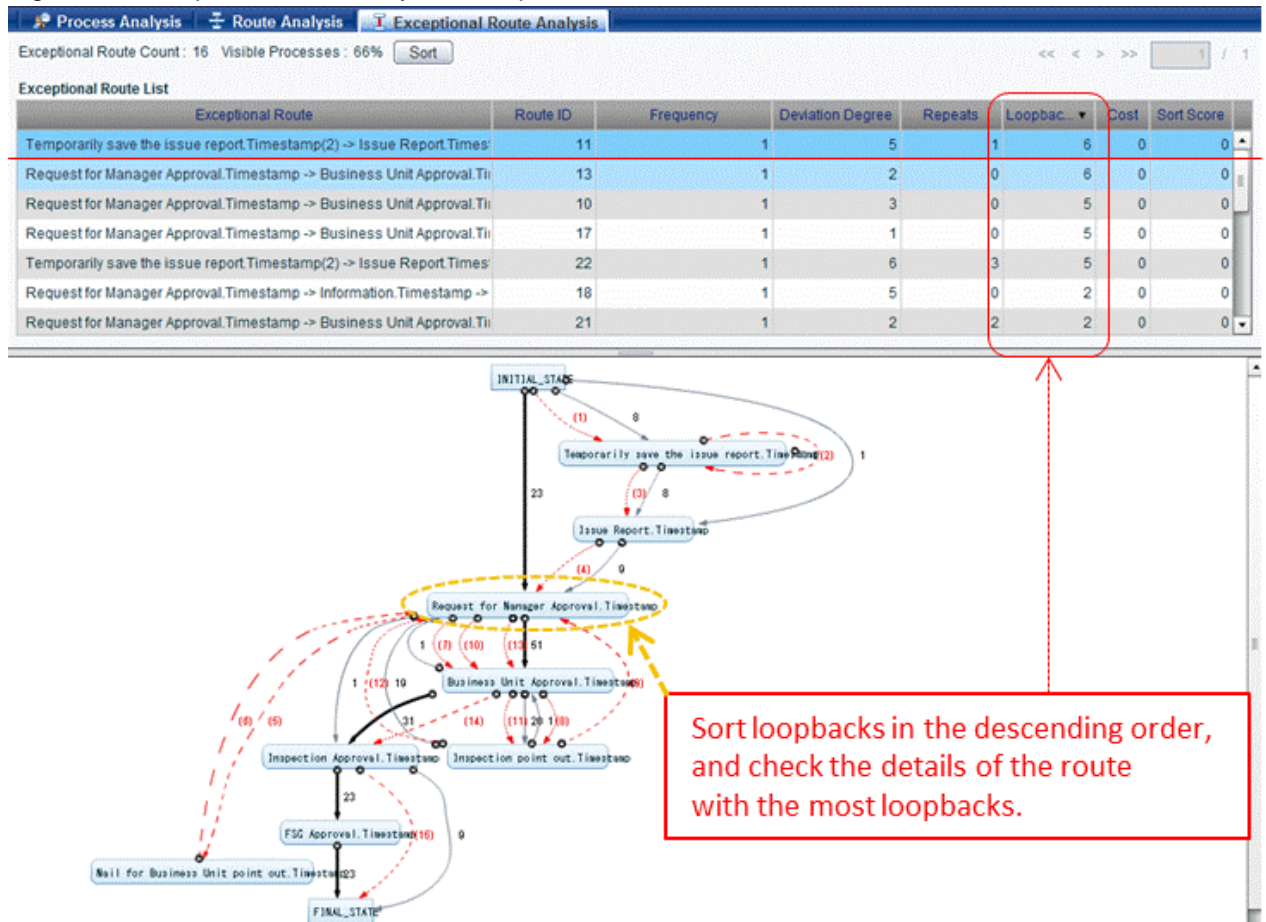 Process Analysis Route Analysis Exceptional Route Analysis
Exceptional Route Count : 16 Visible Processes : 66% Sort << < > >> 1 / 1
Exceptional Route List
Exceptional Route Route ID Frequency Deviation Degree Repeats Loopbac... ▼ Cost Sort Score
Temporarily save the issue report.Timestamp(2) -> Issue Report.Times 11 1 5 1 6 0 0
Request for Manager Approval.Timestamp -> Business Unit Approval.Ti 13 1 2 0 6 0 0
Request for Manager Approval.Timestamp -> Business Unit Approval.Ti 10 1 3 0 5 0 0
Request for Manager Approval.Timestamp -> Business Unit Approval.Ti 17 1 1 0 5 0 0
Temporarily save the issue report.Timestamp(2) -> Issue Report.Times 22 1 6 3 5 0 0
Request for Manager Approval.Timestamp -> Information.Timestamp -> 18 1 5 0 2 0 0
Request for Manager Approval.Timestamp -> Business Unit Approval.Ti 21 1 2 2 2 0 0
INITIAL_STATE
(1) 8
Temporarily save the issue report.Timestamp (2) 1
23 (3) 8
Issue Report.Timestamp
(4) 9
Request for Manager Approval.Timestamp
1 (7) (10) (13) 51
1 (12) 19 Business Unit Approval.Timestamp
(6) (5) 31 (14) (11) 20 1 (8)
Inspection Approval.Timestamp Inspection point out.Timestamp
23
FSG Approval.Timestamp (16) 9
Mail for Business Unit point out.Timestamp 23
FINAL_STATE
Sort loopbacks in the descending order,
and check the details of the route
with the most loopbacks.